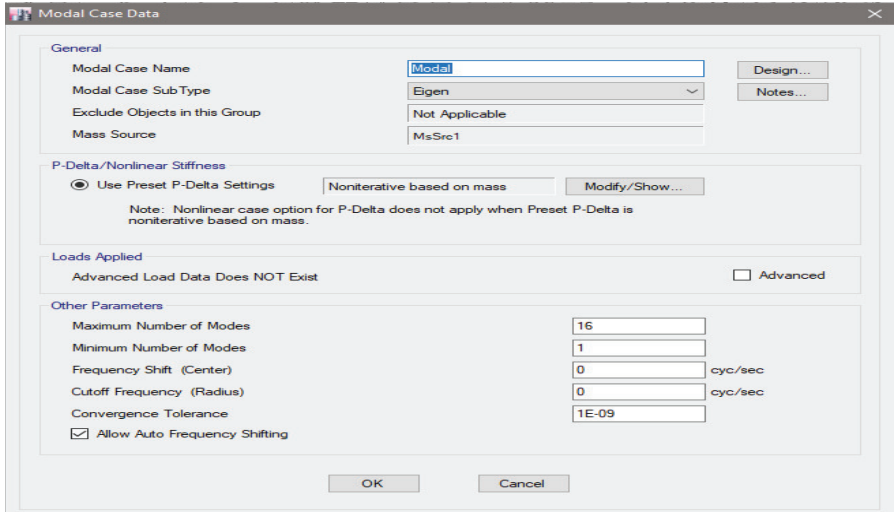 Modal Case Data
General
Modal Case Name Modal Design...
Modal Case SubType Eigen Notes...
Exclude Objects in this Group Not Applicable
Mass Source MsSrc1
P-Delta/Nonlinear Stiffness
Use Preset P-Delta Settings Noniterative based on mass Modify/Show...
Note: Nonlinear case option for P-Delta does not apply when Preset P-Delta is
noniterative based on mass.
Loads Applied
Advanced Load Data Does NOT Exist Advanced
Other Parameters
Maximum Number of Modes 16
Minimum Number of Modes 1
Frequency Shift (Center) 0 cyc/sec
Cutoff Frequency (Radius) 0 cyc/sec
Convergence Tolerance 1E-09
Allow Auto Frequency Shifting
OK Cancel